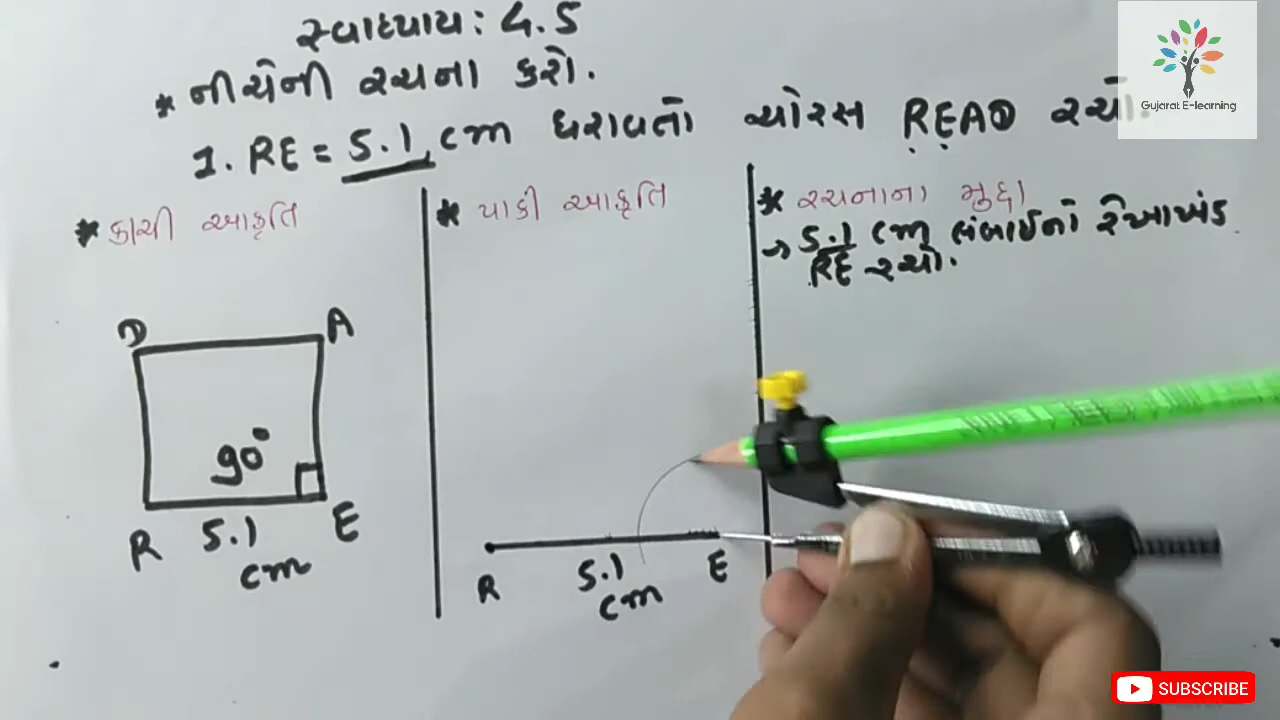 સ્વાધ્યાય: 4.5
* નીચેની રચના કરો.
1. RE = 5.1 cm ધરાવતો ચોરસ READ રચો.
* કાચી આકૃતિ
D A
90°
R 5.1 cm E
* પાકી આકૃતિ
R 5.1 cm E
* રચનાના મુદ્દા
→ 5.1 cm લંબાઈનો રેખાખંડ
RE રચો.
Gujarat E-learning
SUBSCRIBE